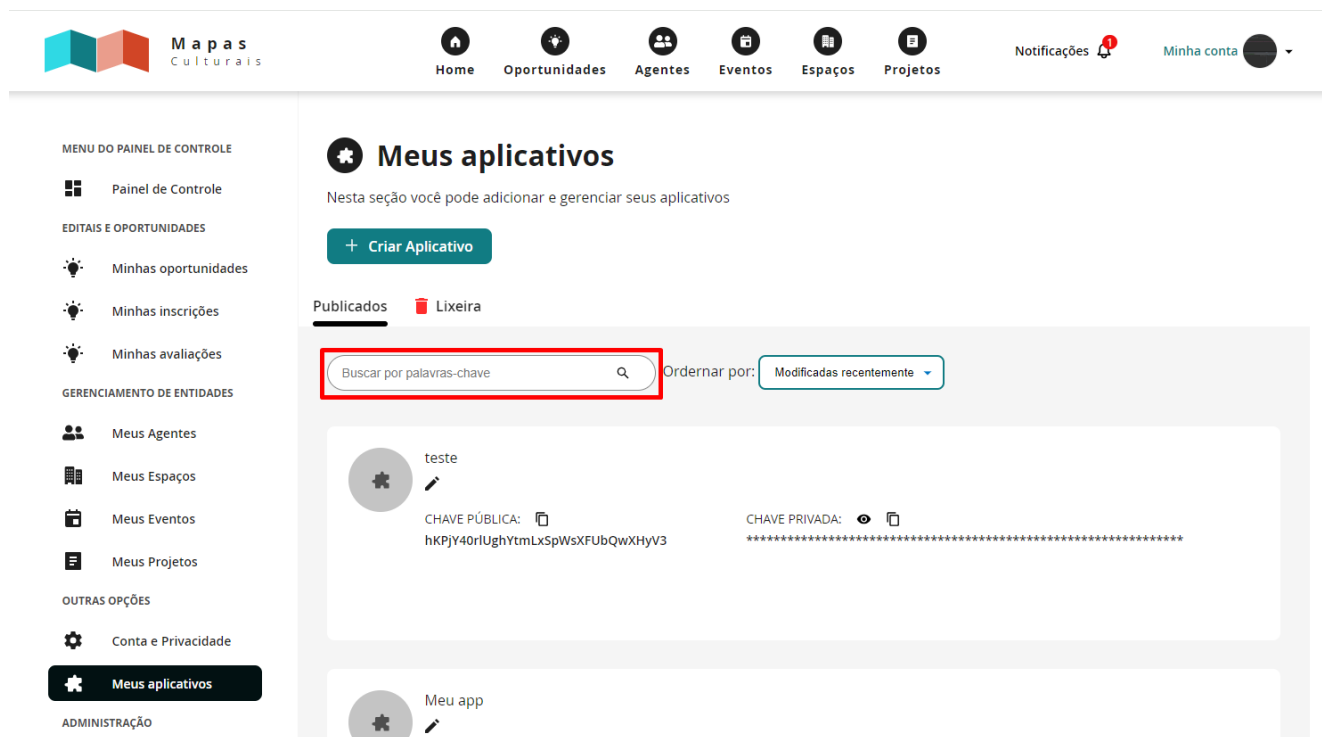 Mapas
Culturais
Home
Oportunidades
Agentes
Eventos
Espaços
Projetos
Notificações
1
Minha conta
MENU DO PAINEL DE CONTROLE
Painel de Controle
EDITAIS E OPORTUNIDADES
Minhas oportunidades
Minhas inscrições
Minhas avaliações
GERENCIAMENTO DE ENTIDADES
Meus Agentes
Meus Espaços
Meus Eventos
Meus Projetos
OUTRAS OPÇÕES
Conta e Privacidade
Meus aplicativos
ADMINISTRAÇÃO
Meus aplicativos
Nesta seção você pode adicionar e gerenciar seus aplicativos
+ Criar Aplicativo
Publicados
Lixeira
Buscar por palavras-chave
Ordernar por:
Modificadas recentemente
teste
CHAVE PÚBLICA:
hKPjY40rlUghYtmLxSpWsXFUbQwXHyV3
CHAVE PRIVADA:
****************************************************************
Meu app